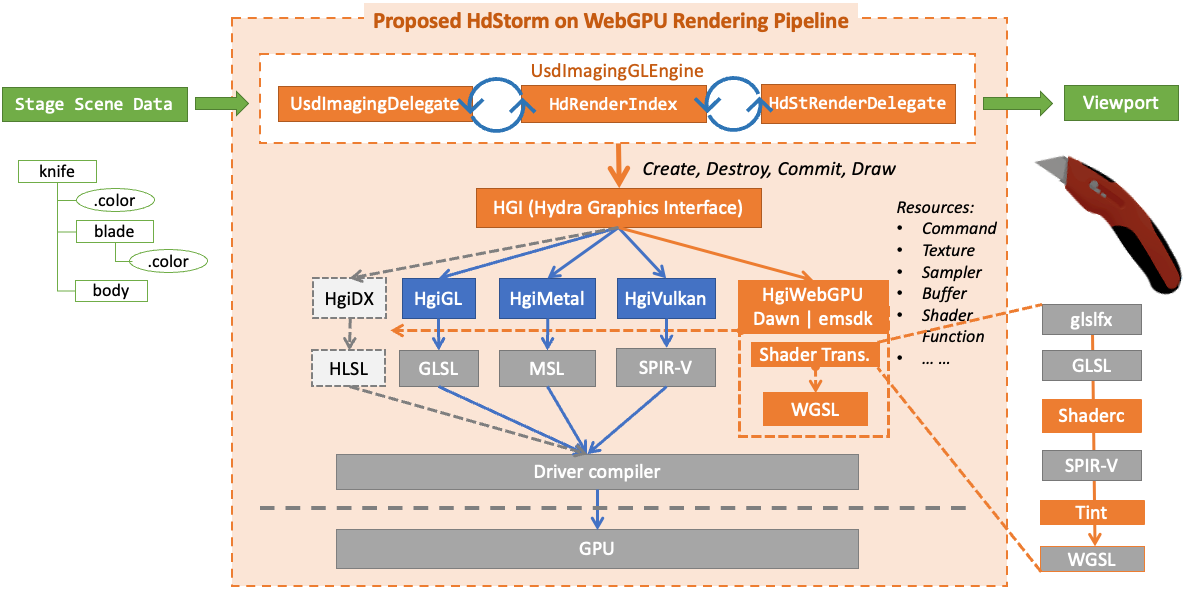 Proposed HdStorm on WebGPU Rendering Pipeline
UsdImagingGLEngine
Stage Scene Data
UsdImagingDelegate
HdRenderIndex
HdStRenderDelegate
Viewport
Create, Destroy, Commit, Draw
knife
.color
blade
.color
body
HGI (Hydra Graphics Interface)
Resources:
• Command
• Texture
• Sampler
• Buffer
• Shader
Function
• ... ...
HgiDX
HgiGL
HgiMetal
HgiVulkan
HgiWebGPU
Dawn | emsdk
HLSL
GLSL
MSL
SPIR-V
Shader Trans.
WGSL
Driver compiler
GPU
glslfx
GLSL
Shaderc
SPIR-V
Tint
WGSL